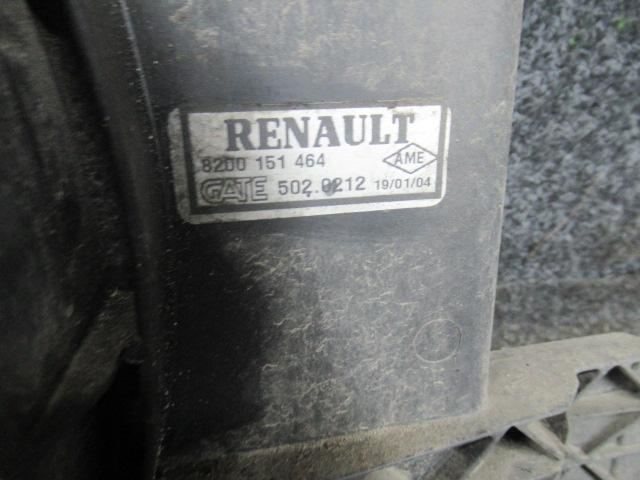 RENAULT
8200 151 464 AME
GATE 502.0212 19/01/04